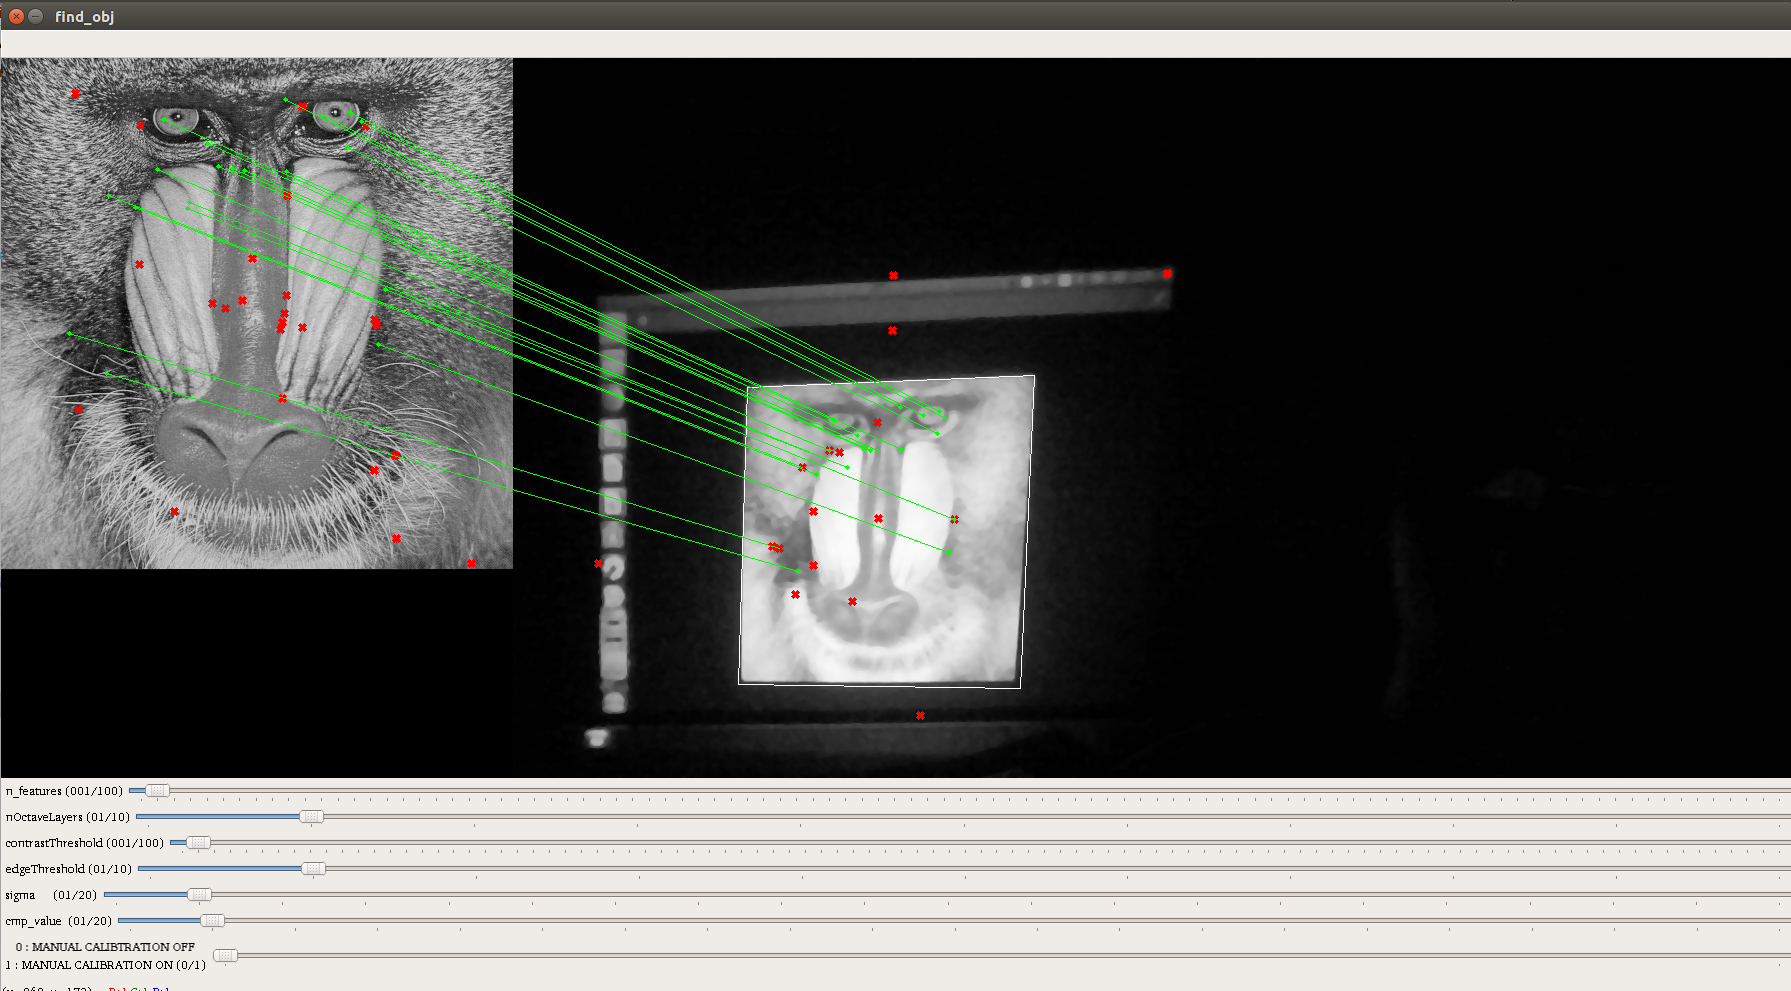 find_obj
n_features (001/100)
nOctaveLayers (01/10)
contrastThreshold (001/100)
edgeThreshold (01/10)
sigma (01/20)
cmp_value (01/20)
0 : MANUAL CALIBTRATION OFF
1 : MANUAL CALIBRATION ON (0/1)